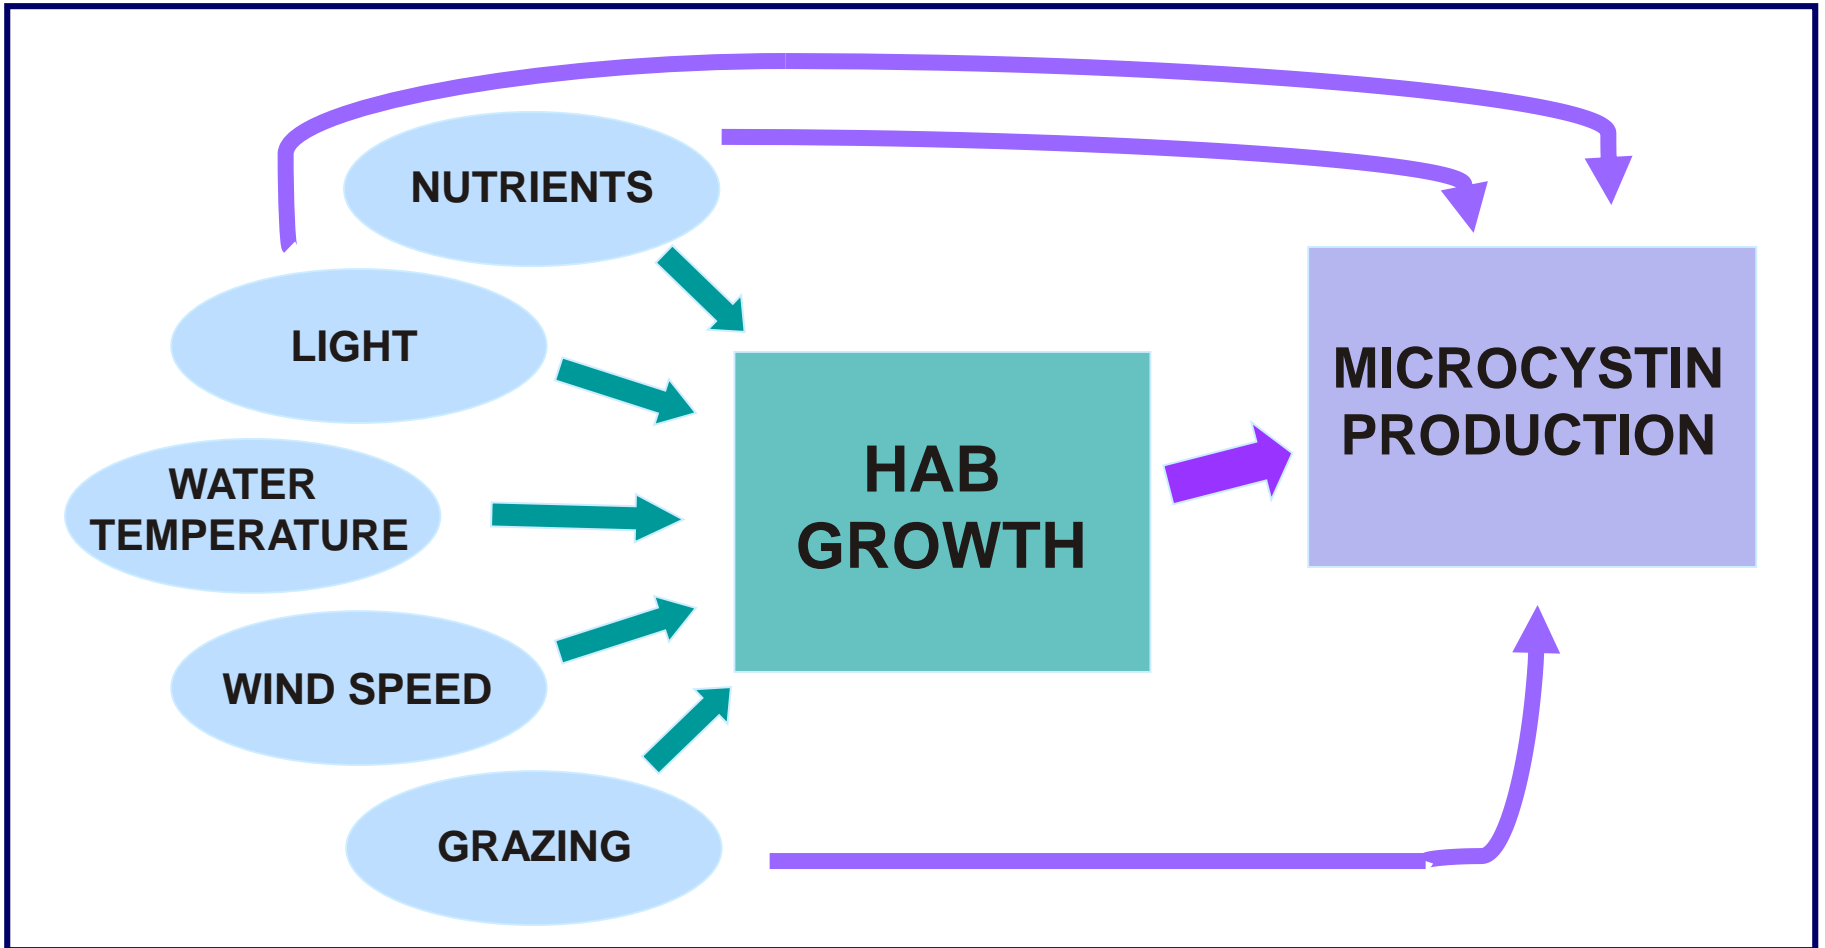 NUTRIENTS
LIGHT
WATER
TEMPERATURE
WIND SPEED
GRAZING
HAB
GROWTH
MICROCYSTIN
PRODUCTION